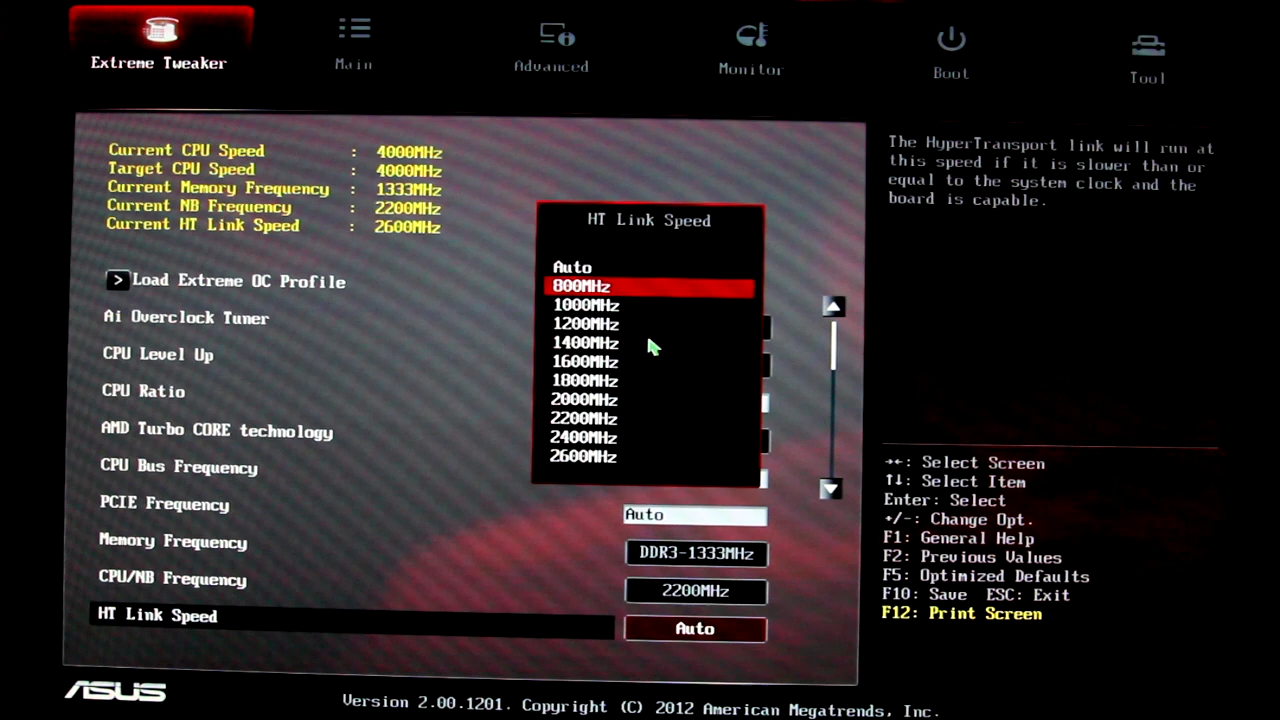 Extreme Tweaker
Main
Advanced
Monitor
Boot
Tool
Current CPU Speed : 4000MHz
Target CPU Speed : 4000MHz
Current Memory Frequency : 1333MHz
Current NB Frequency : 2200MHz
Current HT Link Speed : 2600MHz
> Load Extreme OC Profile
Ai Overclock Tuner
CPU Level Up
CPU Ratio
AMD Turbo CORE technology
CPU Bus Frequency
PCIE Frequency Auto
Memory Frequency DDR3-1333MHz
CPU/NB Frequency 2200MHz
HT Link Speed Auto
HT Link Speed
Auto
800MHz
1000MHz
1200MHz
1400MHz
1600MHz
1800MHz
2000MHz
2200MHz
2400MHz
2600MHz
The HyperTransport link will run at
this speed if it is slower than or
equal to the system clock and the
board is capable.
→←: Select Screen
↑↓: Select Item
Enter: Select
+/-: Change Opt.
F1: General Help
F2: Previous Values
F5: Optimized Defaults
F10: Save ESC: Exit
F12: Print Screen
ASUS
Version 2.00.1201. Copyright (C) 2012 American Megatrends, Inc.